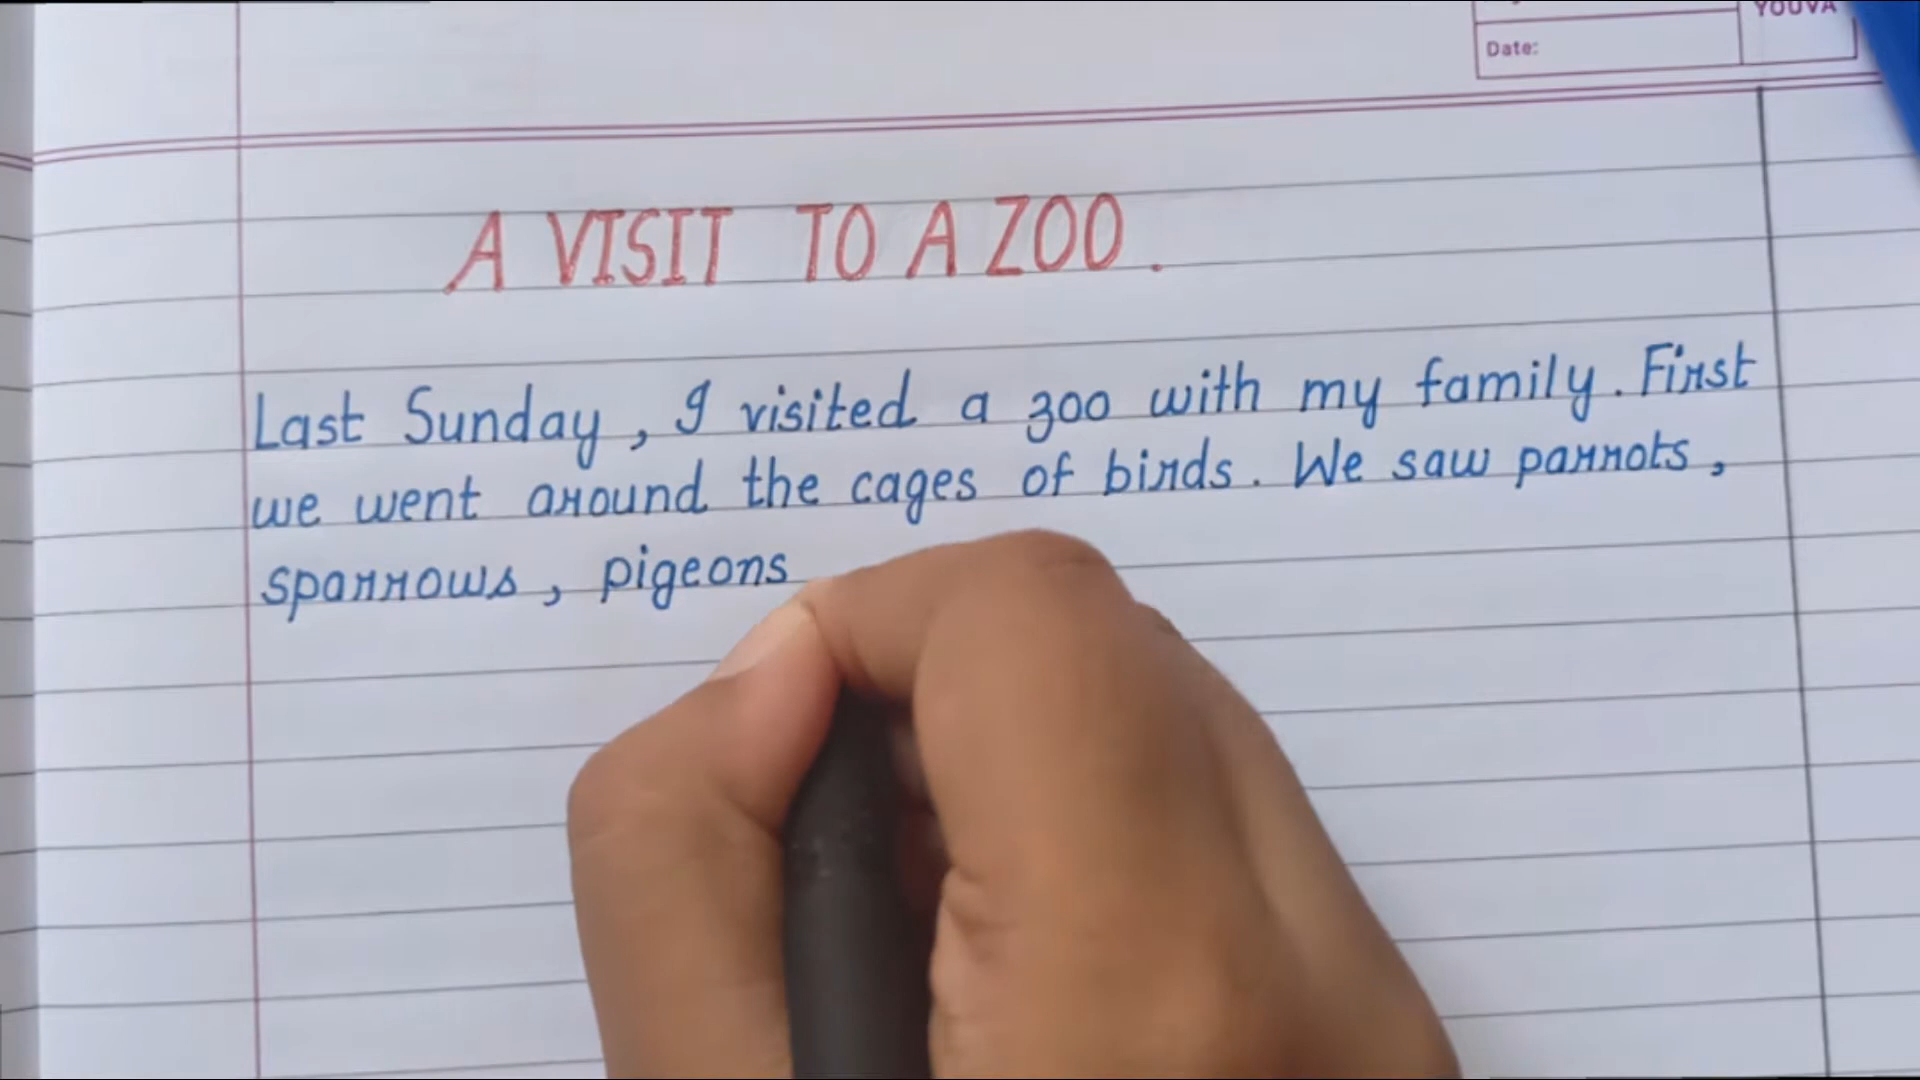 YOUVA
Date:
A VISIT TO A ZOO.
Last Sunday, I visited a zoo with my family. First
we went around the cages of birds. We saw parrots,
sparrows, pigeons